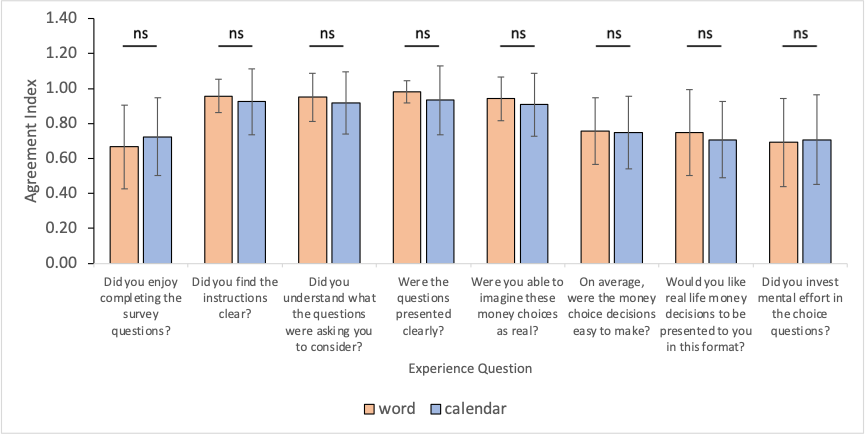 1.40
1.20
1.00
0.80
0.60
0.40
0.20
0.00
Agreement Index
ns ns ns ns ns ns ns ns
Did you enjoy
completing the
survey
questions?
Did you find the
instructions
clear?
Did you
understand what
the questions
were asking you
to consider?
Were the
questions
presented
clearly?
Were you able to
imagine these
money choices
as real?
On average,
were the money
choice decisions
easy to make?
Would you like
real life money
decisions to be
presented to you
in this format?
Did you invest
mental effort in
the choice
questions?
Experience Question
word calendar